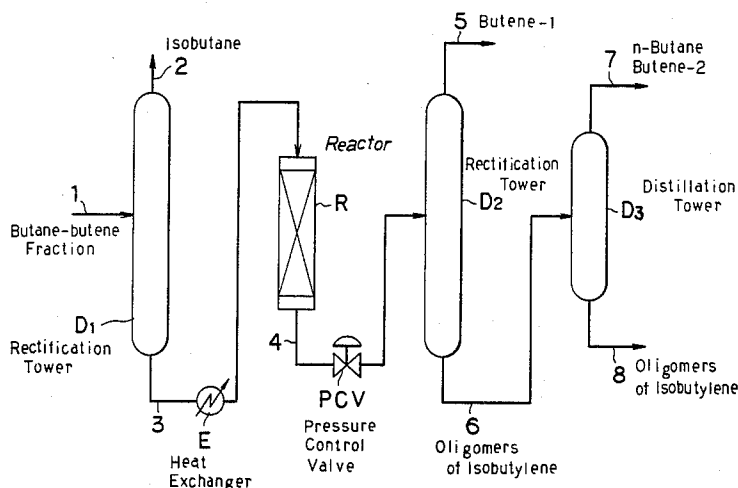 Isobutane
2
1
Butane-butene
Fraction
D1
Rectification
Tower
3
E
Heat
Exchanger
Reactor
R
4
PCV
Pressure
Control
Valve
5
Butene-1
Rectification
Tower
D2
6
Oligomers
of Isobutylene
7
n-Butane
Butene-2
Distillation
Tower
D3
8
Oligomers
of Isobutylene